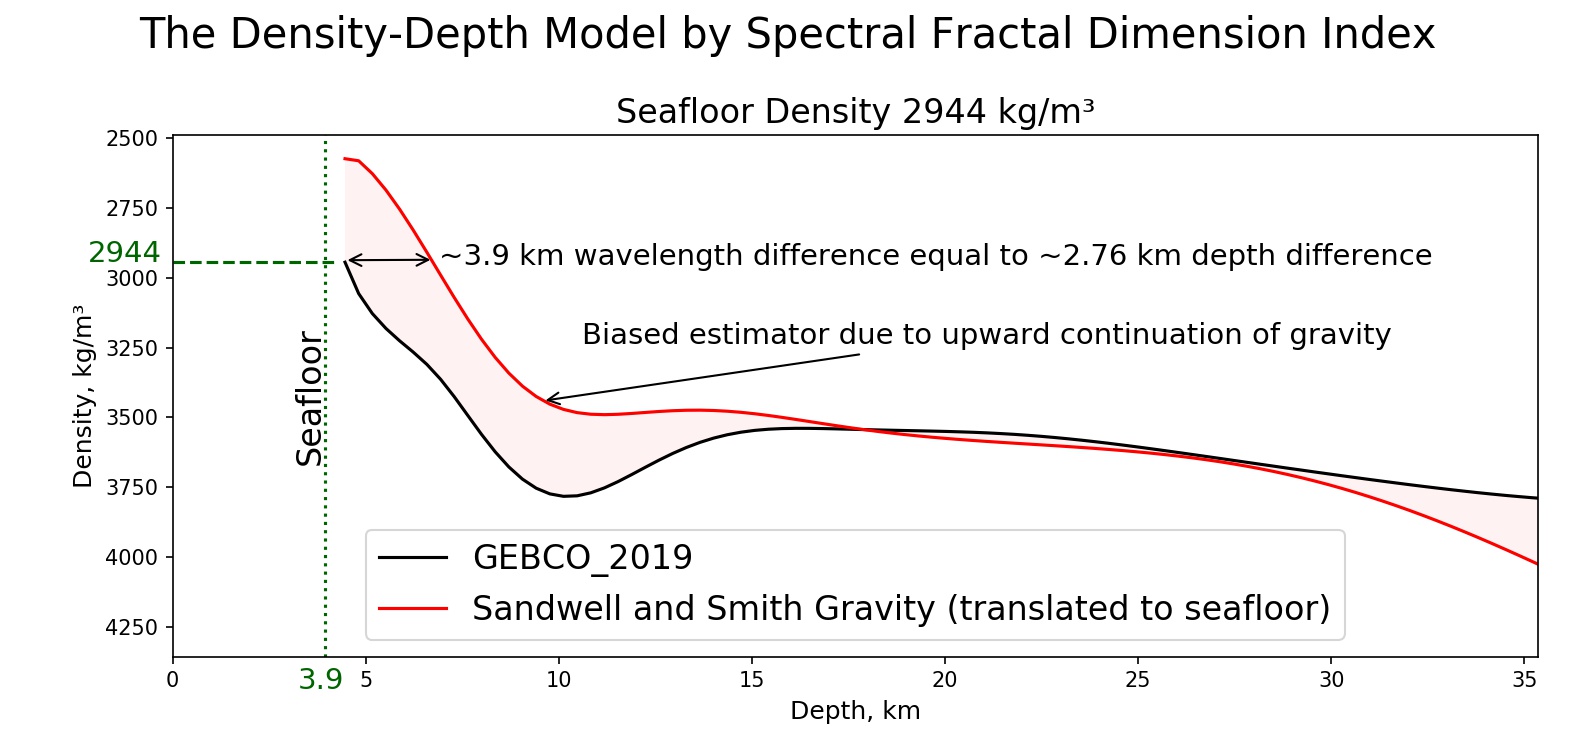 The Density-Depth Model by Spectral Fractal Dimension Index
Seafloor Density 2944 kg/m³
2500
2750
2944
3000
3250
3500
3750
4000
4250
Density, kg/m³
Seafloor
~3.9 km wavelength difference equal to ~2.76 km depth difference
Biased estimator due to upward continuation of gravity
GEBCO_2019
Sandwell and Smith Gravity (translated to seafloor)
0 3.9 5 10 15 20 25 30 35
Depth, km